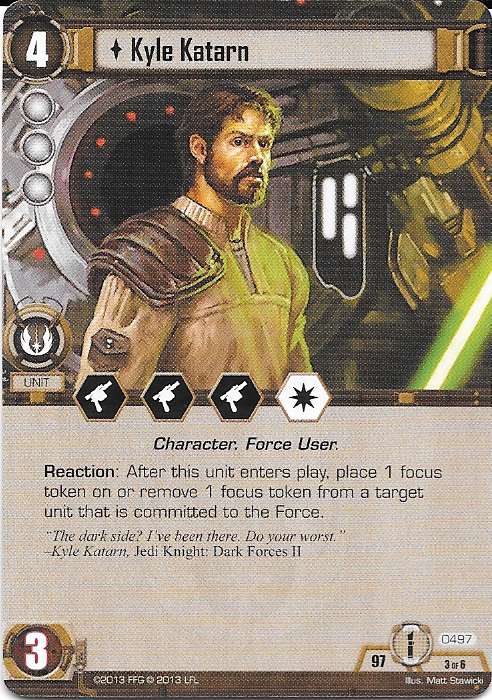 4
Kyle Katarn
UNIT
Character. Force User.
Reaction: After this unit enters play, place 1 focus
token on or remove 1 focus token from a target
unit that is committed to the Force.
"The dark side? I've been there. Do your worst."
–Kyle Katarn, Jedi Knight: Dark Forces II
3
97
0497
3 of 6
©2013 FFG © 2013 LFL
Illus. Matt Stawicki